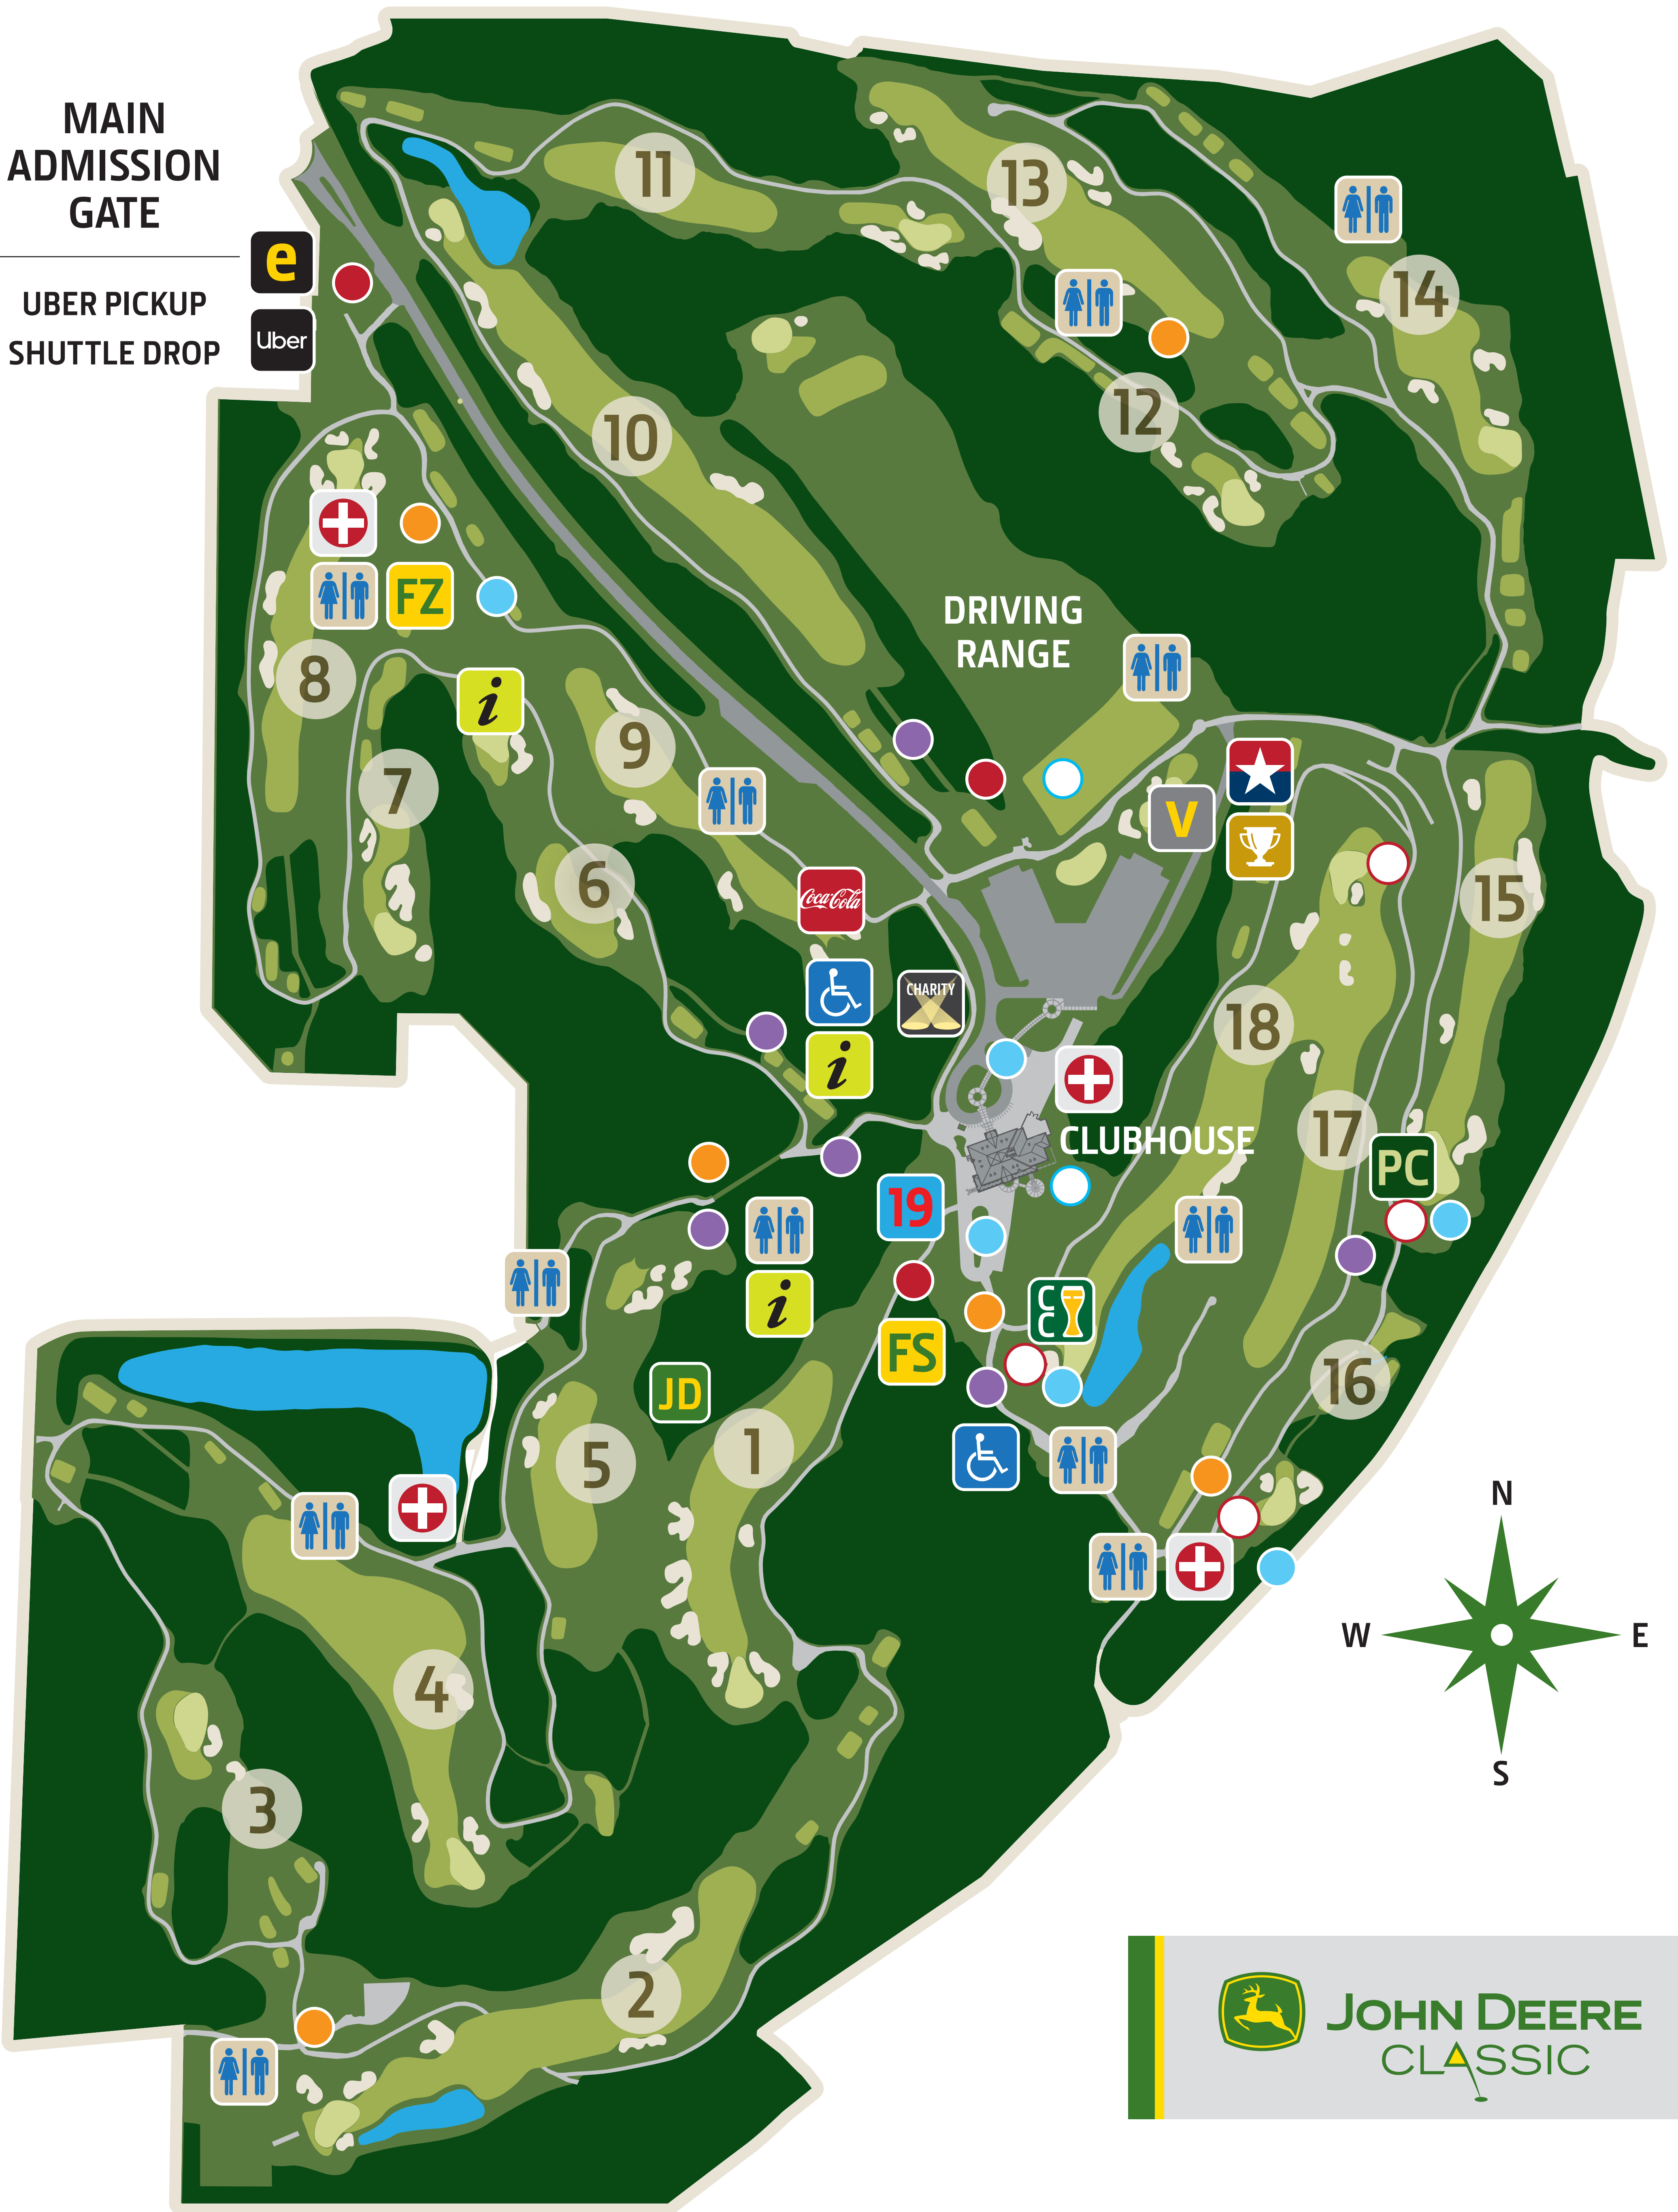 MAIN
ADMISSION
GATE
e
UBER PICKUP
SHUTTLE DROP
Uber
11
13
14
10
12
DRIVING
RANGE
FZ
8
i
9
7
V
6
Coca-Cola
15
CHARITY
18
i
17
CLUBHOUSE
PC
19
i
CC
FS
16
JD
5
1
N
W
E
S
4
3
2
JOHN DEERE
CLASSIC